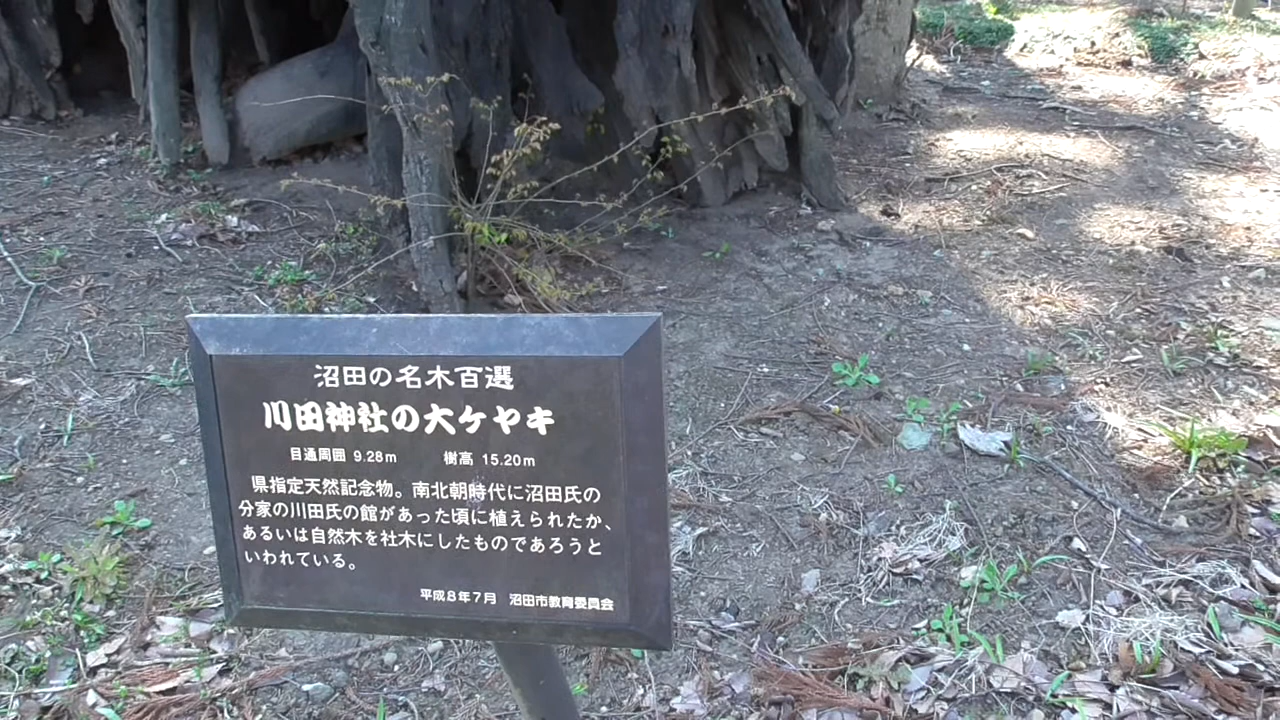 沼田の名木百選
川田神社の大ケヤキ
目通周囲 9.28m 樹高 15.20m
県指定天然記念物。南北朝時代に沼田氏の
分家の川田氏の館があった頃に植えられたか、
あるいは自然木を社木にしたものであろうと
いわれている。
平成8年7月 沼田市教育委員会